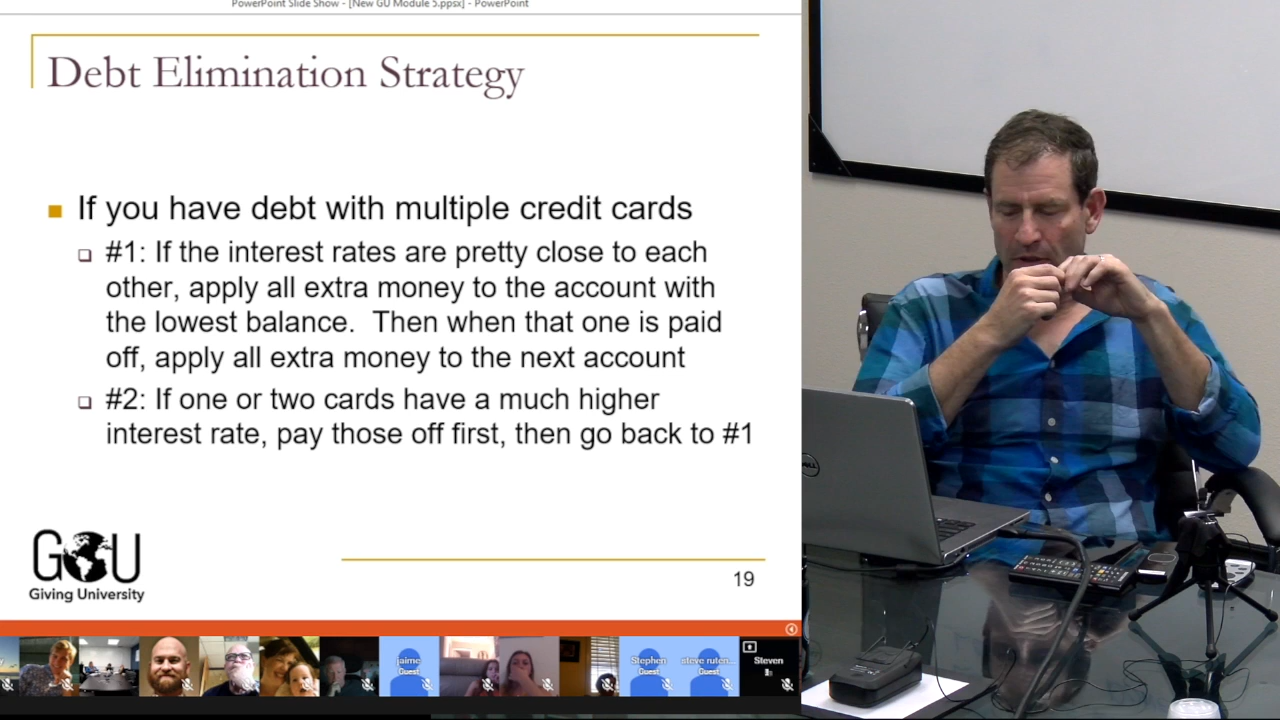 PowerPoint Slide Show - [New GU Module 5.ppsx] - PowerPoint
Debt Elimination Strategy
If you have debt with multiple credit cards
#1: If the interest rates are pretty close to each
other, apply all extra money to the account with
the lowest balance. Then when that one is paid
off, apply all extra money to the next account
#2: If one or two cards have a much higher
interest rate, pay those off first, then go back to #1
GU
Giving University
19
jaime
Guest
Stephen
Guest
steve ruten...
Guest
Steven
DELL